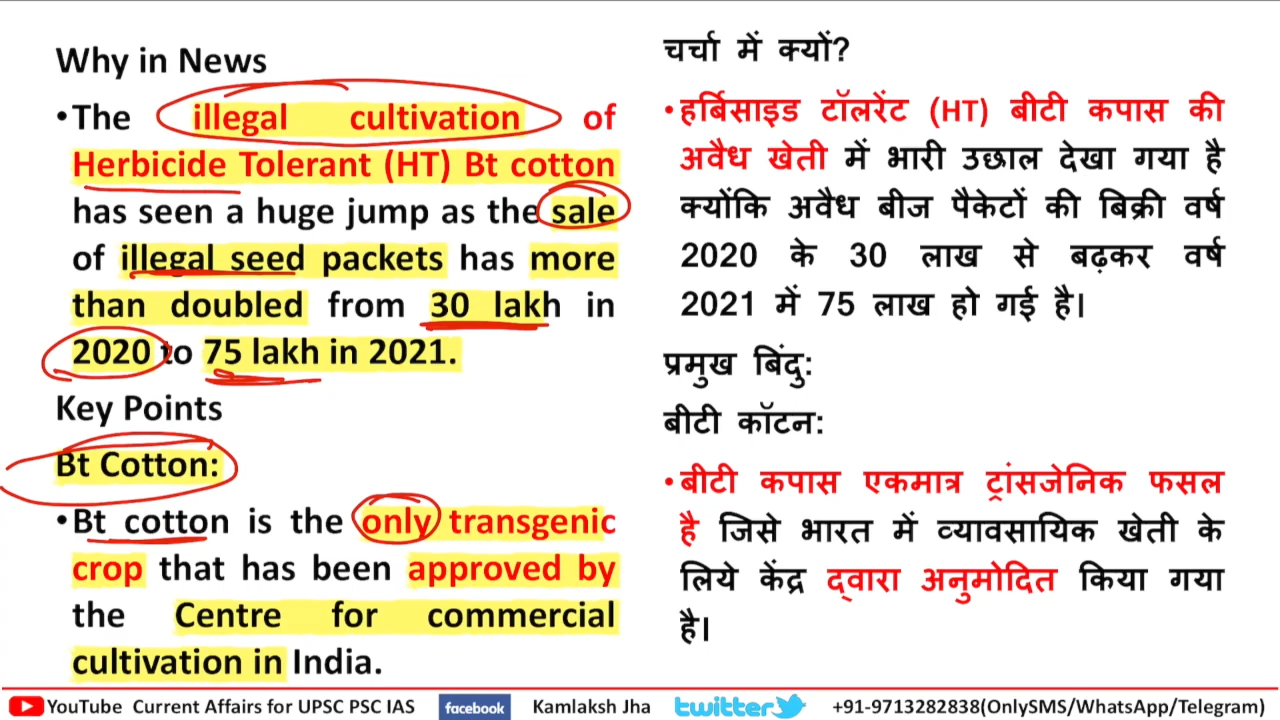 Why in News
•The illegal cultivation of
Herbicide Tolerant (HT) Bt cotton
has seen a huge jump as the sale
of illegal seed packets has more
than doubled from 30 lakh in
2020 to 75 lakh in 2021.
Key Points
Bt Cotton:
•Bt cotton is the only transgenic
crop that has been approved by
the Centre for commercial
cultivation in India.
चर्चा में क्यों?
•हर्बिसाइड टॉलरेंट (HT) बीटी कपास की
अवैध खेती में भारी उछाल देखा गया है
क्योंकि अवैध बीज पैकेटों की बिक्री वर्ष
2020 के 30 लाख से बढ़कर वर्ष
2021 में 75 लाख हो गई है।
प्रमुख बिंदु:
बीटी कॉटन:
•बीटी कपास एकमात्र ट्रांसजेनिक फसल
है जिसे भारत में व्यावसायिक खेती के
लिये केंद्र द्वारा अनुमोदित किया गया
है।
YouTube Current Affairs for UPSC PSC IAS facebook Kamlaksh Jha twitter +91-9713282838(OnlySMS/WhatsApp/Telegram)